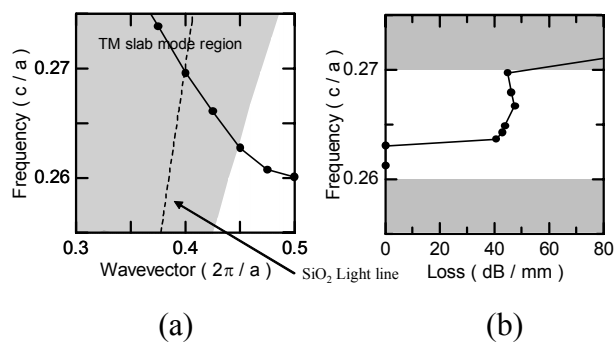 TM slab mode region
Frequency ( c / a )
0.27
0.26
0.3
0.4
0.5
Wavevector ( 2π / a )
SiO2 Light line
(a)
Frequency ( c / a )
0.27
0.26
0
20
40
60
80
Loss ( dB / mm )
(b)